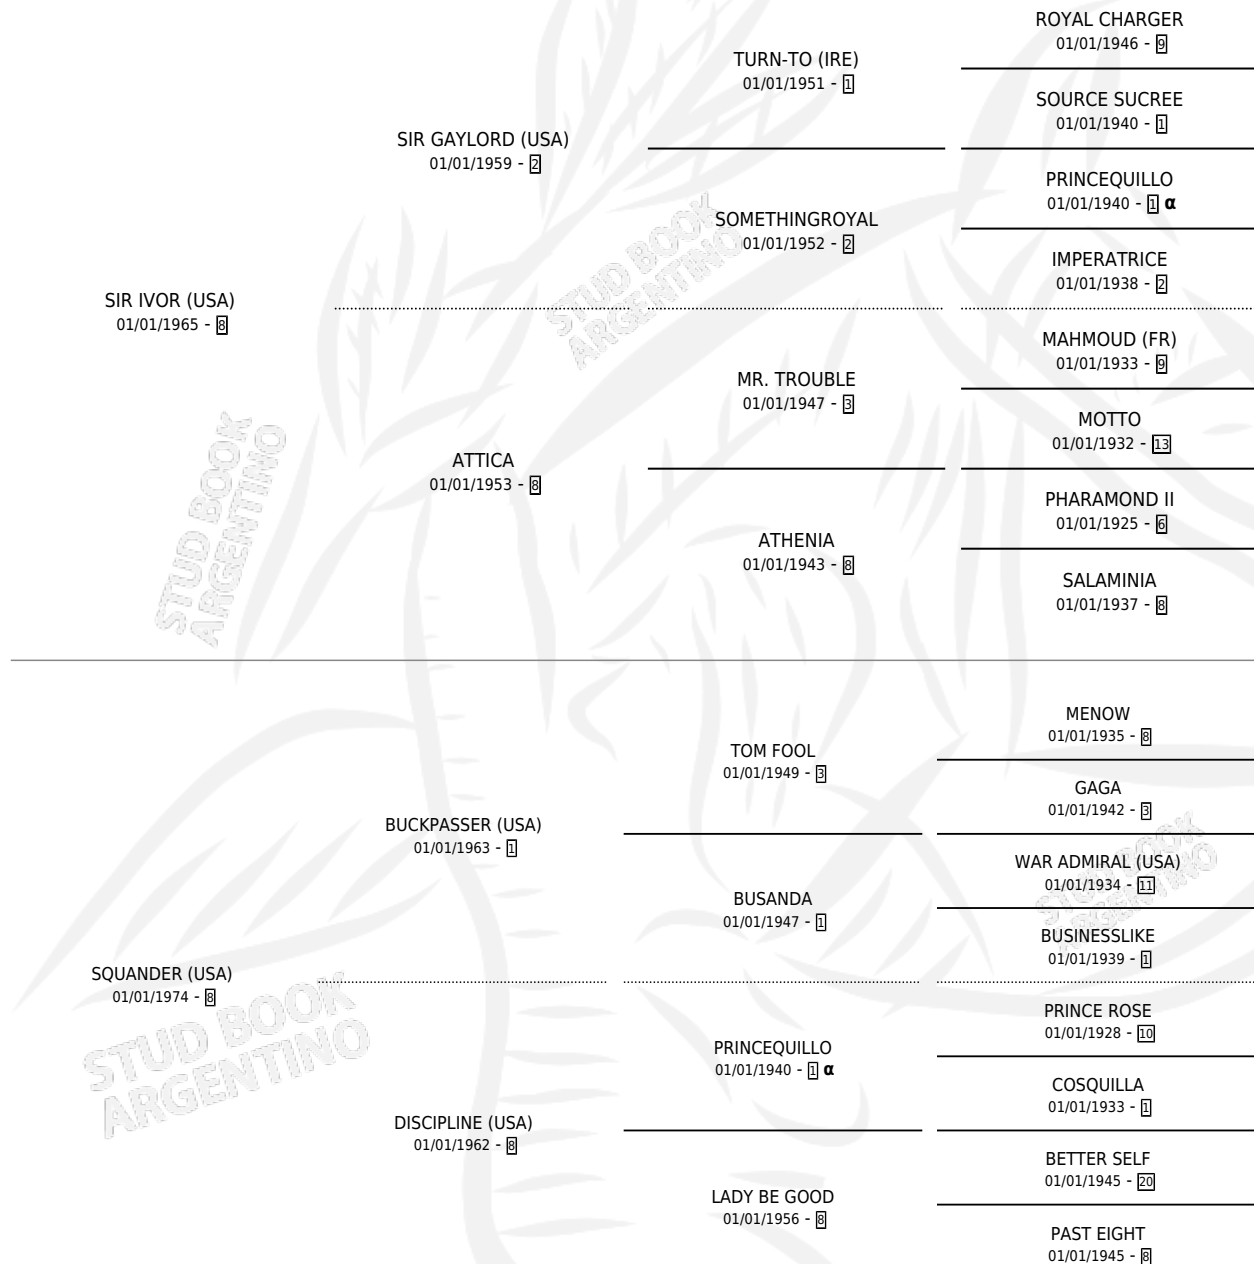 ROYAL CHARGER
01/01/1946 - 9
TURN-TO (IRE)
01/01/1951 - 1
SOURCE SUCREE
01/01/1940 - 1
SIR GAYLORD (USA)
01/01/1959 - 2
PRINCEQUILLO
01/01/1940 - 1 α
SOMETHINGROYAL
01/01/1952 - 2
IMPERATRICE
01/01/1938 - 2
STUD BOOK
ARGENTINO
SIR IVOR (USA)
01/01/1965 - 8
MAHMOUD (FR)
01/01/1933 - 9
MR. TROUBLE
01/01/1947 - 3
MOTTO
01/01/1932 - 13
ATTICA
01/01/1953 - 8
STUD BOOK
ARGENTINO
PHARAMOND II
01/01/1925 - 6
ATHENIA
01/01/1943 - 8
SALAMINIA
01/01/1937 - 8
MENOW
01/01/1935 - 8
TOM FOOL
01/01/1949 - 3
GAGA
01/01/1942 - 3
BUCKPASSER (USA)
01/01/1963 - 1
WAR ADMIRAL (USA)
01/01/1934 - 11
STUD BOOK
ARGENTINO
BUSANDA
01/01/1947 - 1
BUSINESSLIKE
01/01/1939 - 1
SQUANDER (USA)
01/01/1974 - 8
STUD BOOK
ARGENTINO
PRINCE ROSE
01/01/1928 - 10
PRINCEQUILLO
01/01/1940 - 1 α
COSQUILLA
01/01/1933 - 1
DISCIPLINE (USA)
01/01/1962 - 8
BETTER SELF
01/01/1945 - 20
LADY BE GOOD
01/01/1956 - 8
PAST EIGHT
01/01/1945 - 8